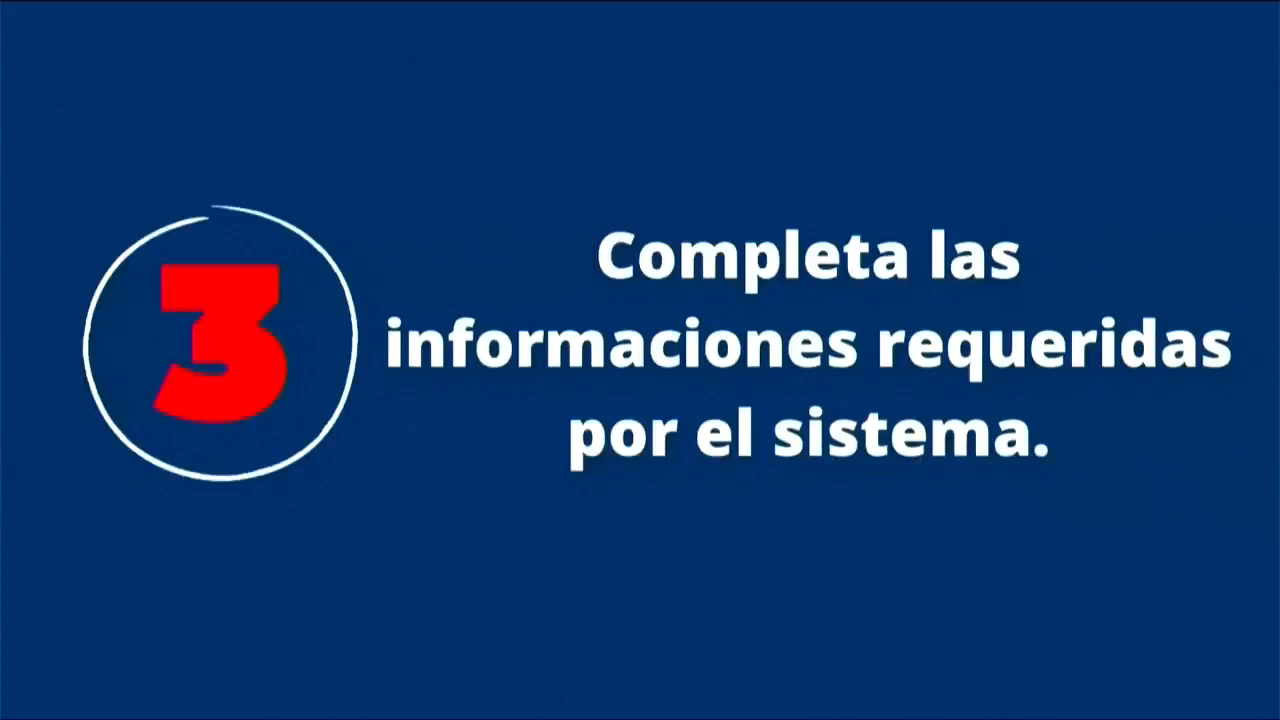 3
Completa las
informaciones requeridas
por el sistema.